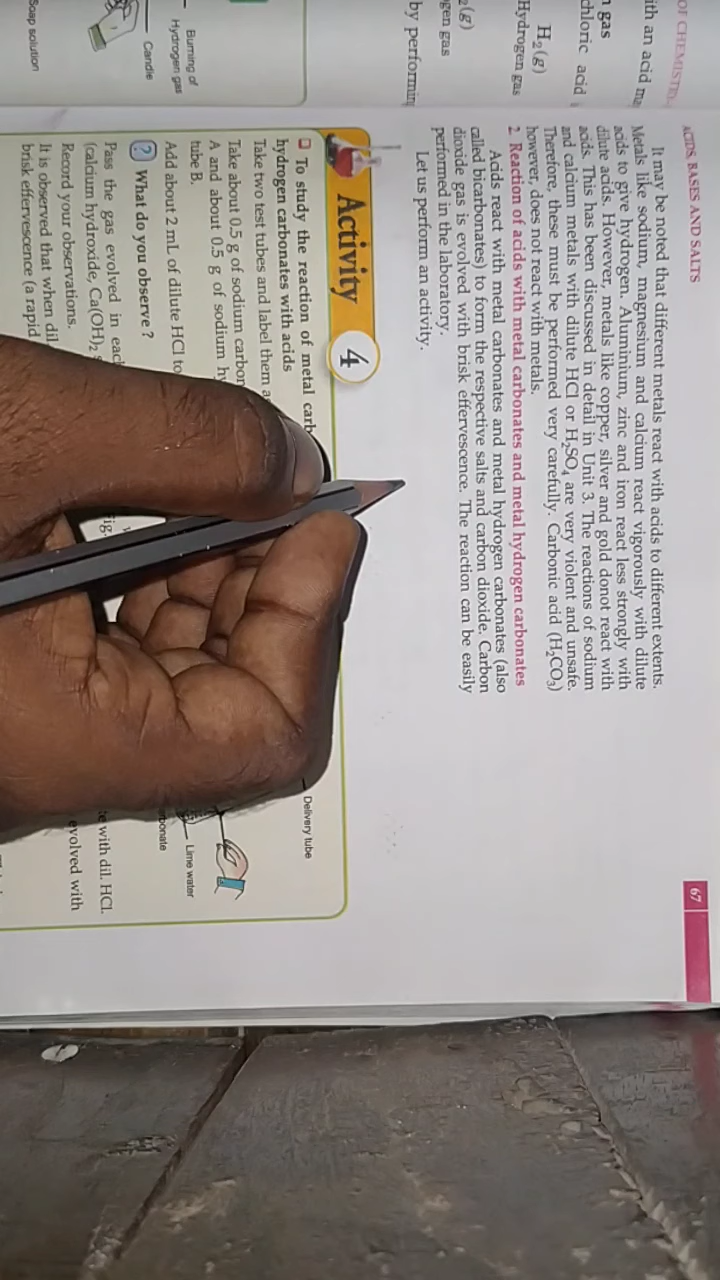 OF CHEMISTRY
ith an acid ma
n gas
chloric acid
H2(g)
Hydrogen gas
2(g)
gen gas
by performing
Burning of
Hydrogen gas
Candle
Soap solution
ACIDS, BASES AND SALTS
67
It may be noted that different metals react with acids to different extents.
Metals like sodium, magnesium and calcium react vigorously with dilute
acids to give hydrogen. Aluminium, zinc and iron react less strongly with
dilute acids. However, metals like copper, silver and gold donot react with
acids. This has been discussed in detail in Unit 3. The reactions of sodium
and calcium metals with dilute HCl or H2SO4 are very violent and unsafe.
Therefore, these must be performed very carefully. Carbonic acid (H2CO3)
however, does not react with metals.
2. Reaction of acids with metal carbonates and metal hydrogen carbonates
Acids react with metal carbonates and metal hydrogen carbonates (also
called bicarbonates) to form the respective salts and carbon dioxide. Carbon
dioxide gas is evolved with brisk effervescence. The reaction can be easily
performed in the laboratory.
Let us perform an activity.
Activity 4
To study the reaction of metal carb
hydrogen carbonates with acids
Take two test tubes and label them a
Take about 0.5 g of sodium carbon
A and about 0.5 g of sodium hy
tube B.
Add about 2 mL of dilute HCl to
? What do you observe ?
Pass the gas evolved in eac
(calcium hydroxide, Ca(OH)2
Record your observations.
It is observed that when dil
brisk effervescence (a rapid
Delivery tube
Lime water
rbonate
te with dil. HCl.
evolved with